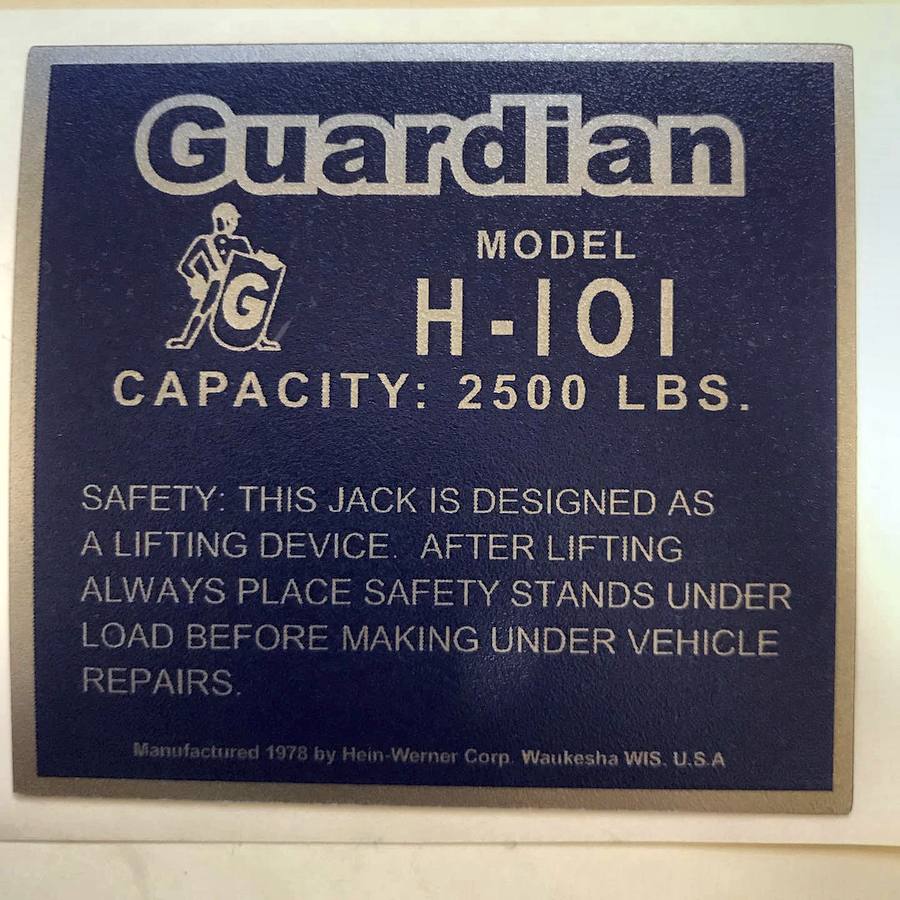 Guardian
MODEL
H-101
G
CAPACITY: 2500 LBS.
SAFETY: THIS JACK IS DESIGNED AS
A LIFTING DEVICE. AFTER LIFTING
ALWAYS PLACE SAFETY STANDS UNDER
LOAD BEFORE MAKING UNDER VEHICLE
REPAIRS.
Manufactured 1978 by Hein-Werner Corp. Waukesha WIS. U.S.A